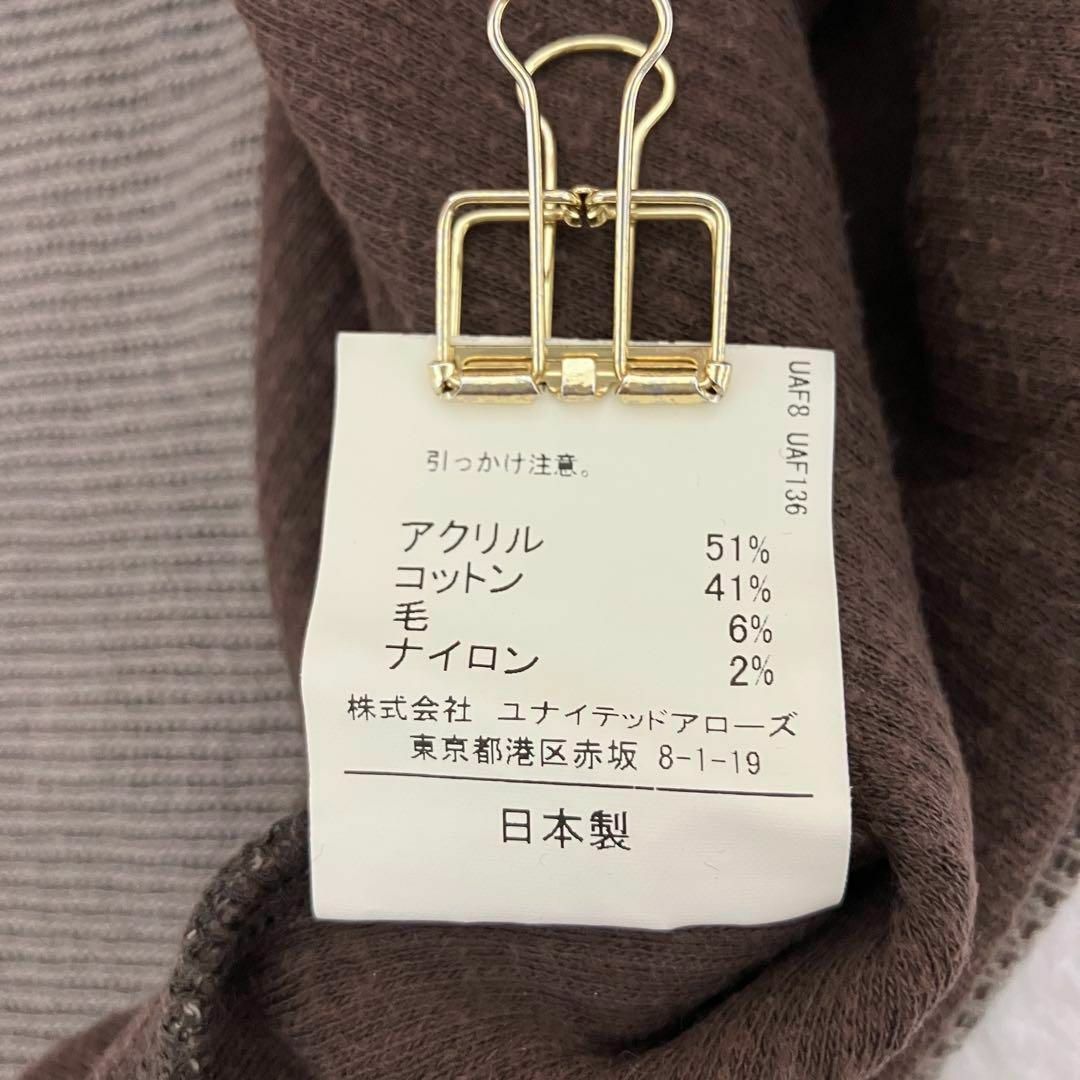 UAF8 UAF136
引っかけ注意。
アクリル 51%
コットン 41%
毛 6%
ナイロン 2%
株式会社 ユナイテッドアローズ
東京都港区赤坂 8-1-19
日本製